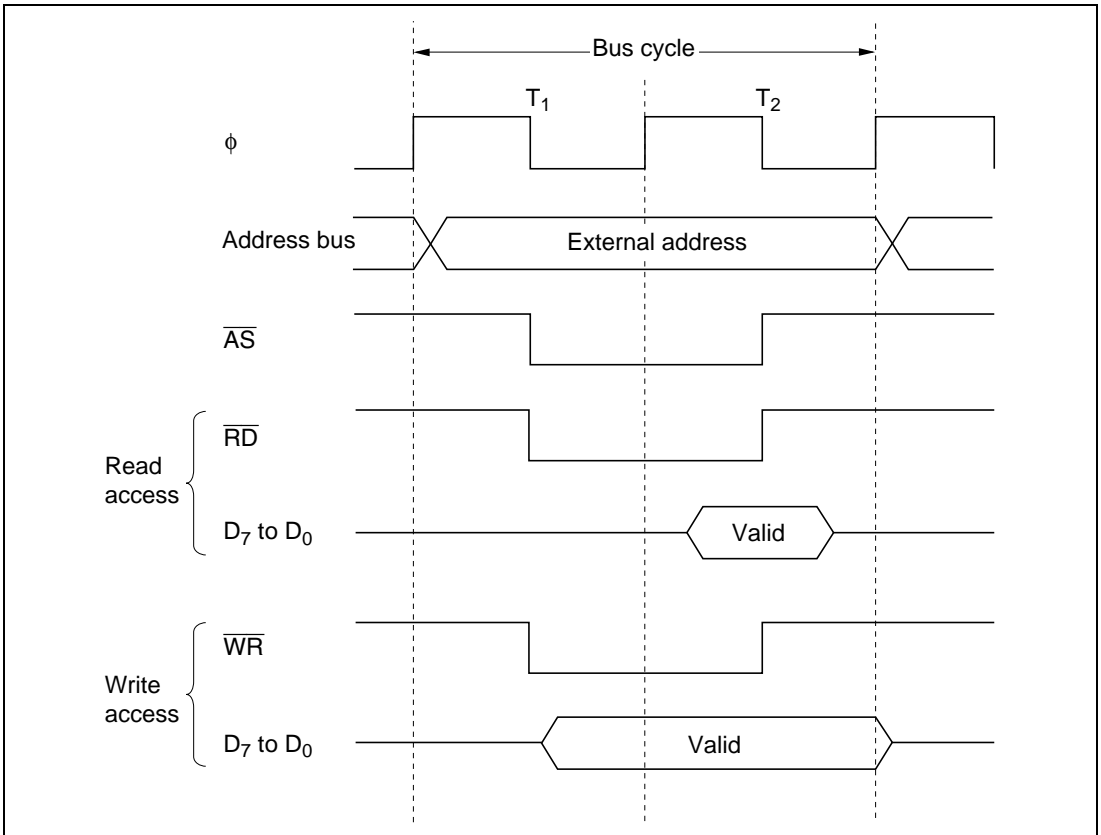 Bus cycle
T1 T2
ϕ
Address bus External address
AS
RD
Read
access
D7 to D0 Valid
WR
Write
access
D7 to D0 Valid